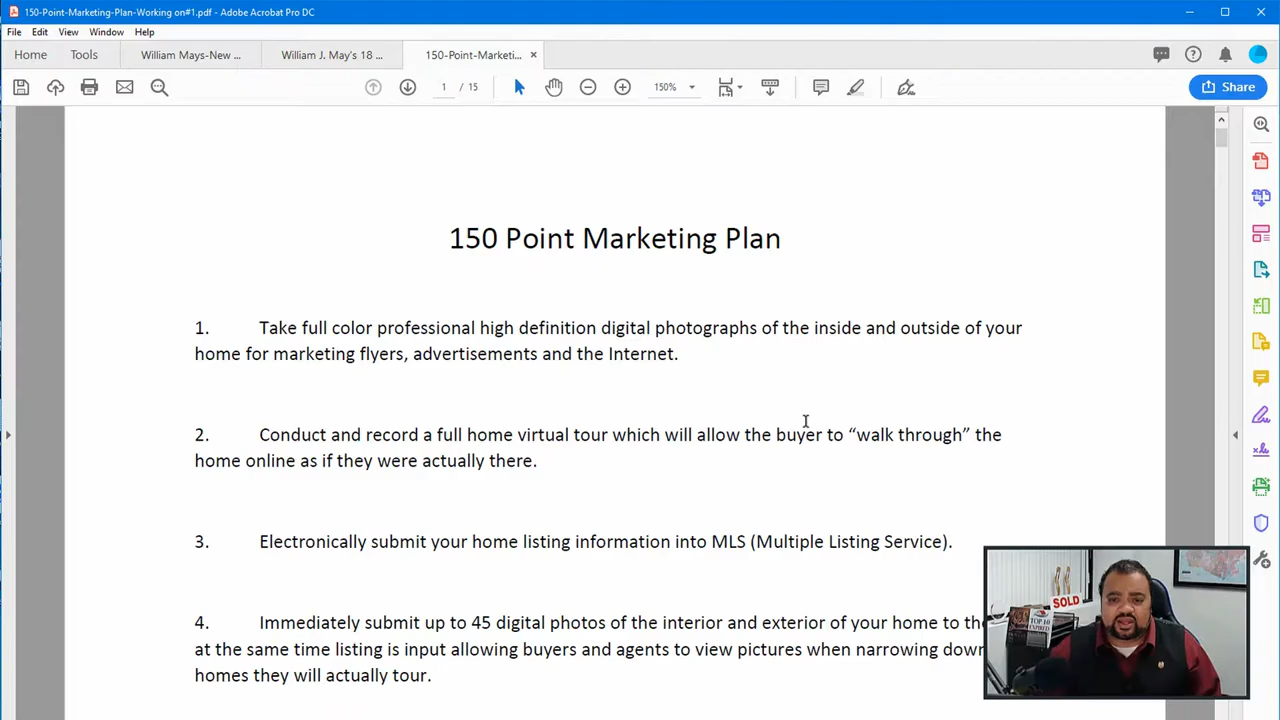 150-Point-Marketing-Plan-Working on#1.pdf - Adobe Acrobat Pro DC
File Edit View Window Help
Home Tools William Mays-New ... William J. May's 18 ... 150-Point-Marketi... ×
1 / 15 150% Share
150 Point Marketing Plan
1. Take full color professional high definition digital photographs of the inside and outside of your
home for marketing flyers, advertisements and the Internet.
2. Conduct and record a full home virtual tour which will allow the buyer to “walk through” the
home online as if they were actually there.
3. Electronically submit your home listing information into MLS (Multiple Listing Service).
4. Immediately submit up to 45 digital photos of the interior and exterior of your home to the
at the same time listing is input allowing buyers and agents to view pictures when narrowing down
homes they will actually tour.
SOLD
TOP 10
EXPIRED